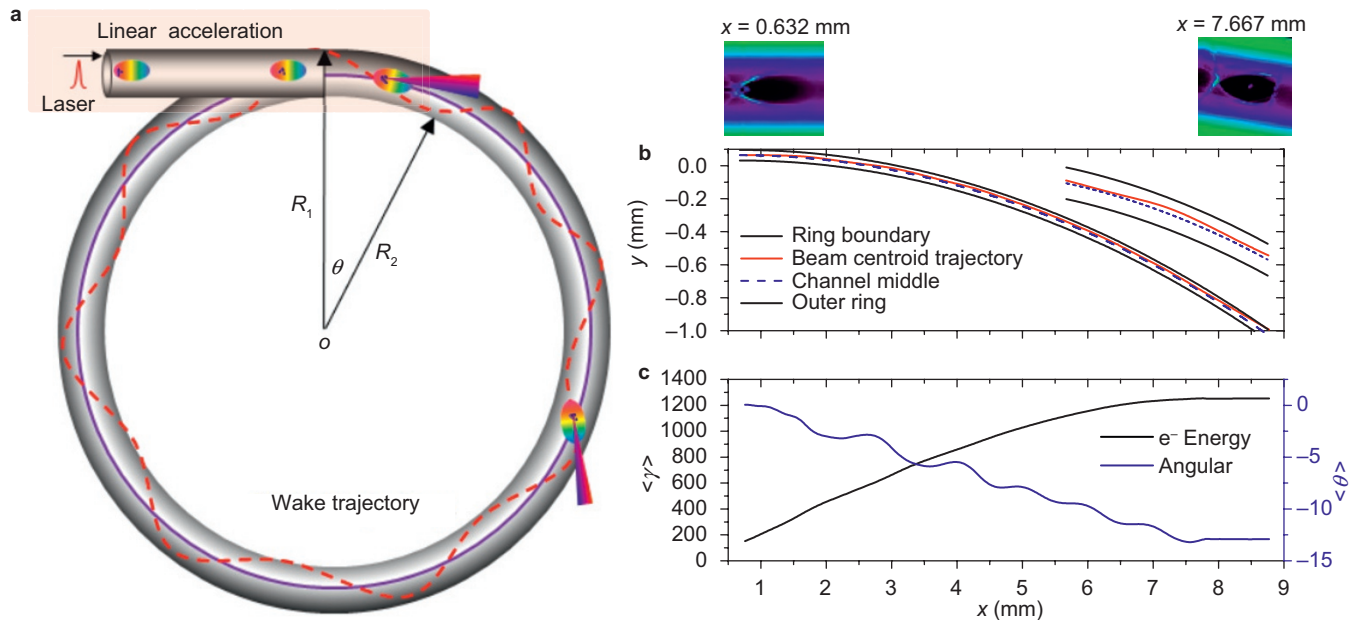 a
Linear acceleration
Laser
R1
R2
θ
o
Wake trajectory
x = 0.632 mm
x = 7.667 mm
b
0.0
−0.2
−0.4
−0.6
−0.8
−1.0
y (mm)
Ring boundary
Beam centroid trajectory
Channel middle
Outer ring
c
1400
1200
1000
800
600
400
200
0
<γ>
e− Energy
Angular
0
−5
−10
−15
<θ>
1 2 3 4 5 6 7 8 9
x (mm)